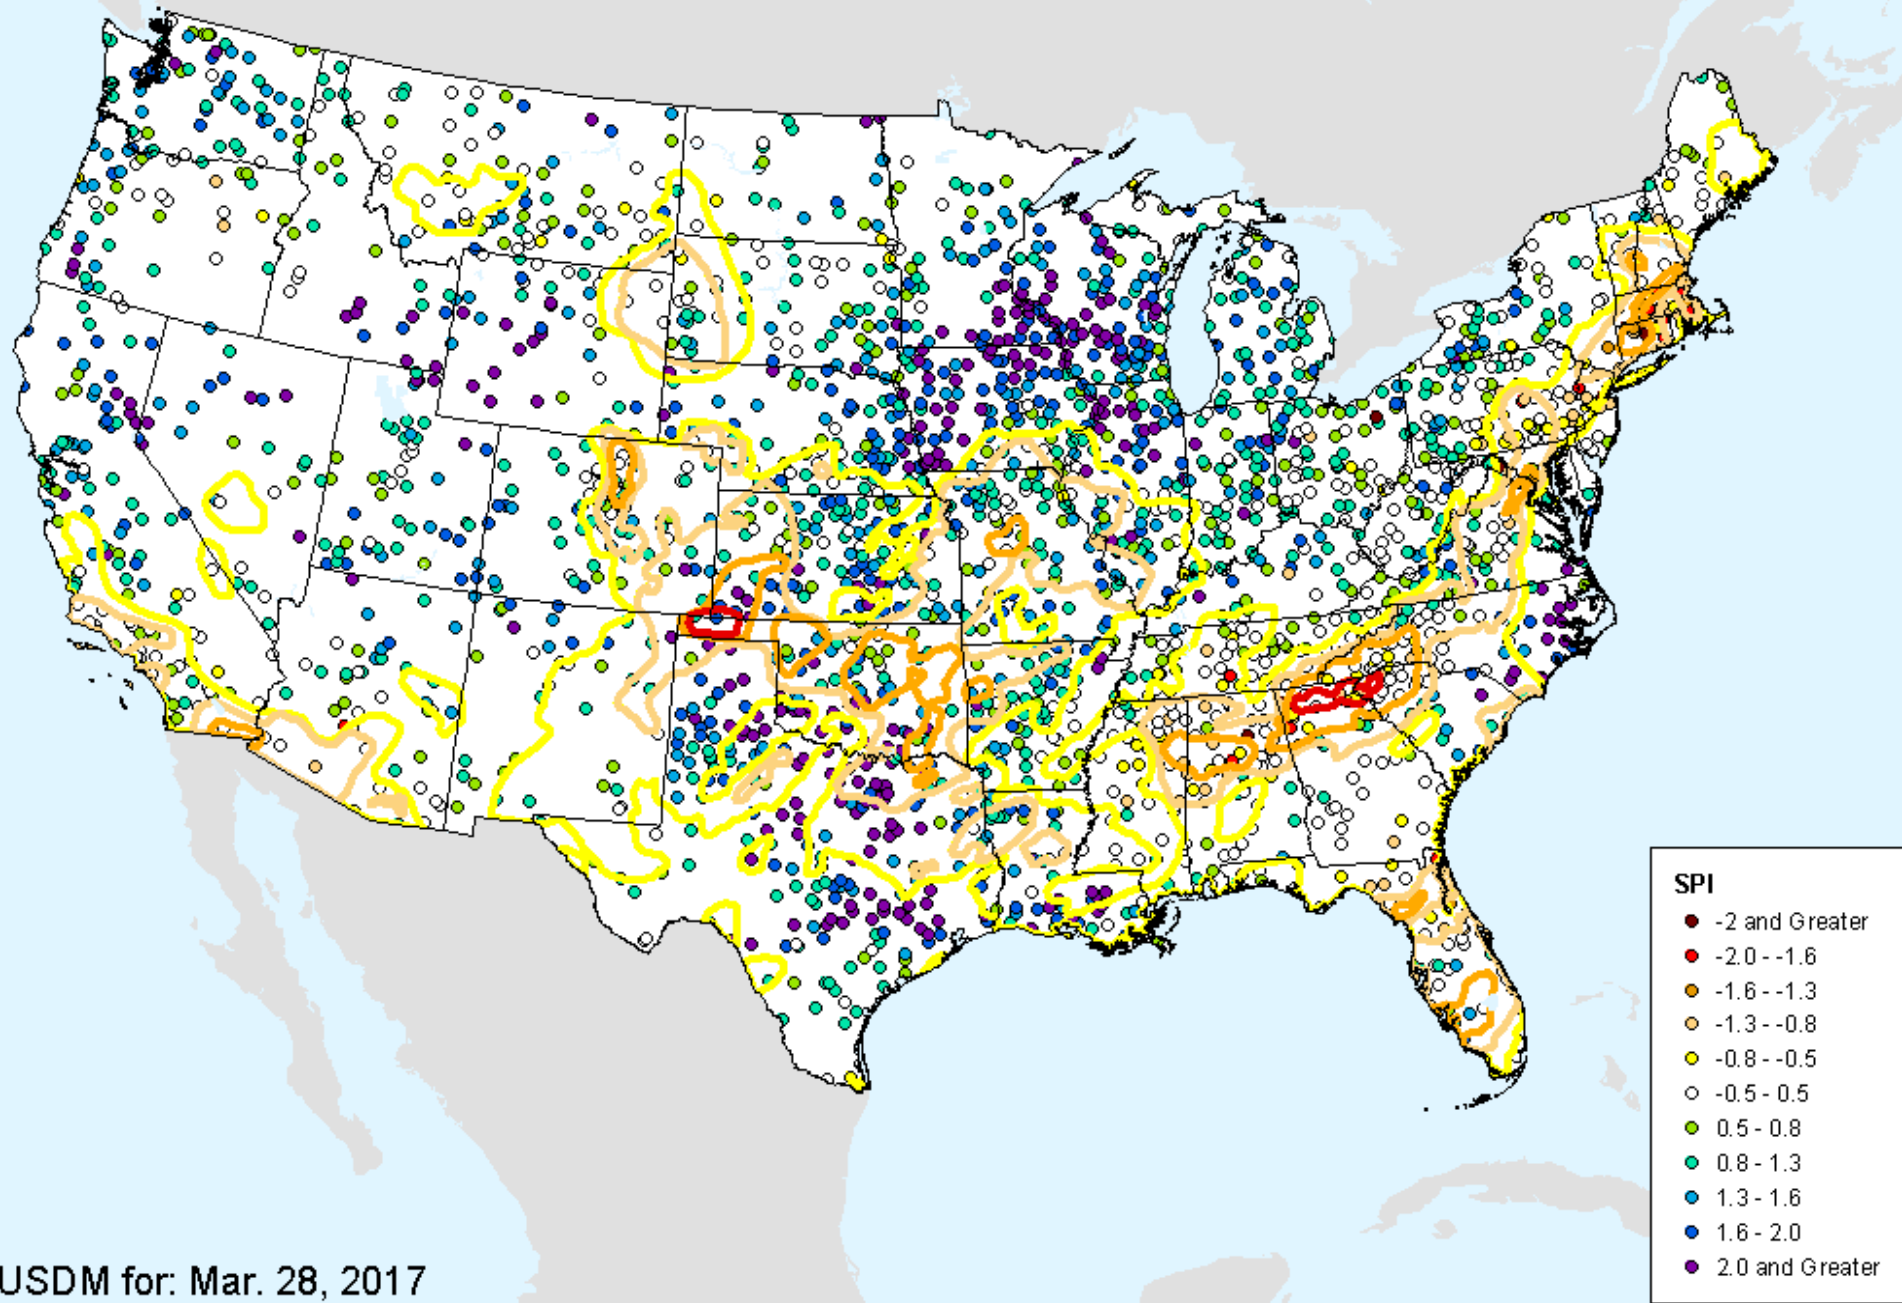 SPI
-2 and Greater
-2.0 - -1.6
-1.6 - -1.3
-1.3 - -0.8
-0.8 - -0.5
-0.5 - 0.5
0.5 - 0.8
0.8 - 1.3
1.3 - 1.6
1.6 - 2.0
2.0 and Greater
USDM for: Mar. 28, 2017